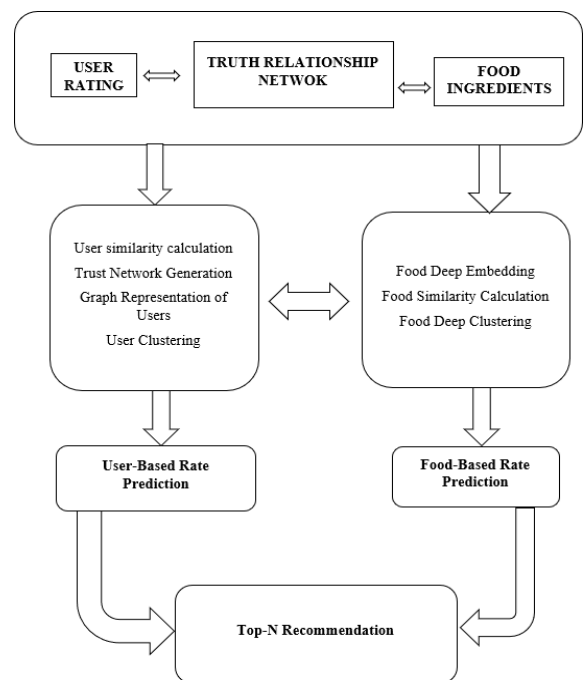 USER
RATING
TRUTH RELATIONSHIP
NETWOK
FOOD
INGREDIENTS
User similarity calculation
Trust Network Generation
Graph Representation of
Users
User Clustering
Food Deep Embedding
Food Similarity Calculation
Food Deep Clustering
User-Based Rate
Prediction
Food-Based Rate
Prediction
Top-N Recommendation